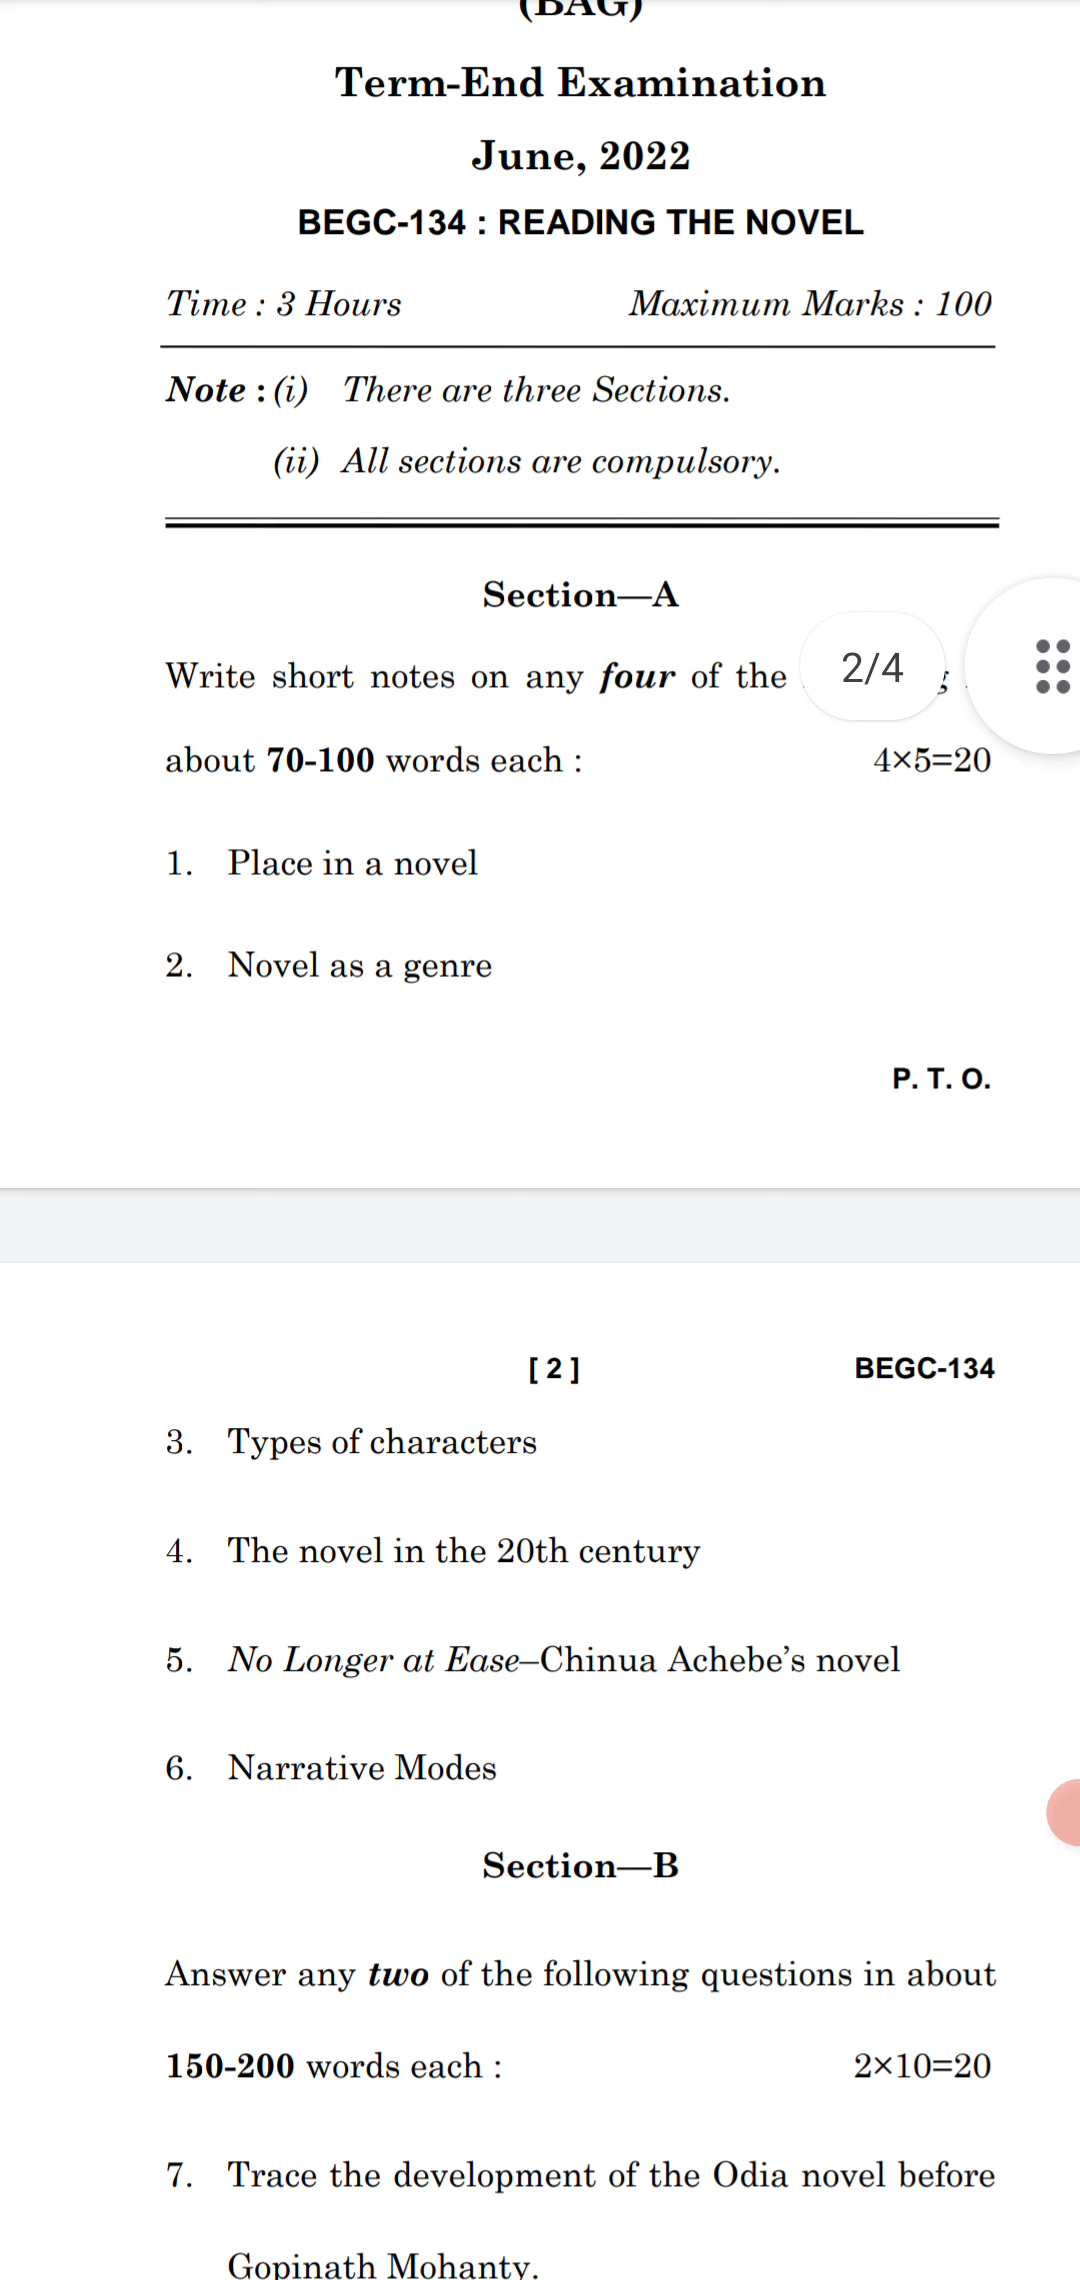 (BAG)
Term-End Examination
June, 2022
BEGC-134 : READING THE NOVEL
Time : 3 Hours Maximum Marks : 100
Note : (i) There are three Sections.
(ii) All sections are compulsory.
Section—A
Write short notes on any four of the
2/4
about 70-100 words each : 4×5=20
1. Place in a novel
2. Novel as a genre
P. T. O.
[ 2 ] BEGC-134
3. Types of characters
4. The novel in the 20th century
5. No Longer at Ease–Chinua Achebe's novel
6. Narrative Modes
Section—B
Answer any two of the following questions in about
150-200 words each : 2×10=20
7. Trace the development of the Odia novel before
Gopinath Mohanty.